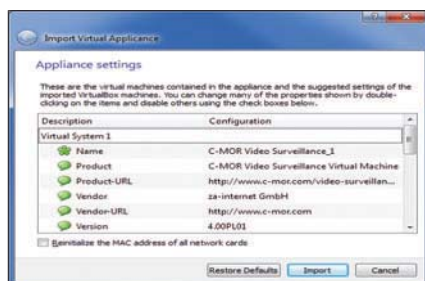 Import Virtual Applicance
Appliance settings
These are the virtual machines contained in the appliance and the suggested settings of the
imported VirtualBox machines. You can change many of the properties shown by double-
clicking on the items and disable others using the check boxes below.
Description Configuration
Virtual System 1
Name C-MOR Video Surveillance_1
Product C-MOR Video Surveillance Virtual Machine
Product-URL http://www.c-mor.com/video-surveillan...
Vendor za-internet GmbH
Vendor-URL http://www.c-mor.com
Version 4.00PL01
Reinitialize the MAC address of all network cards
Restore Defaults Import Cancel